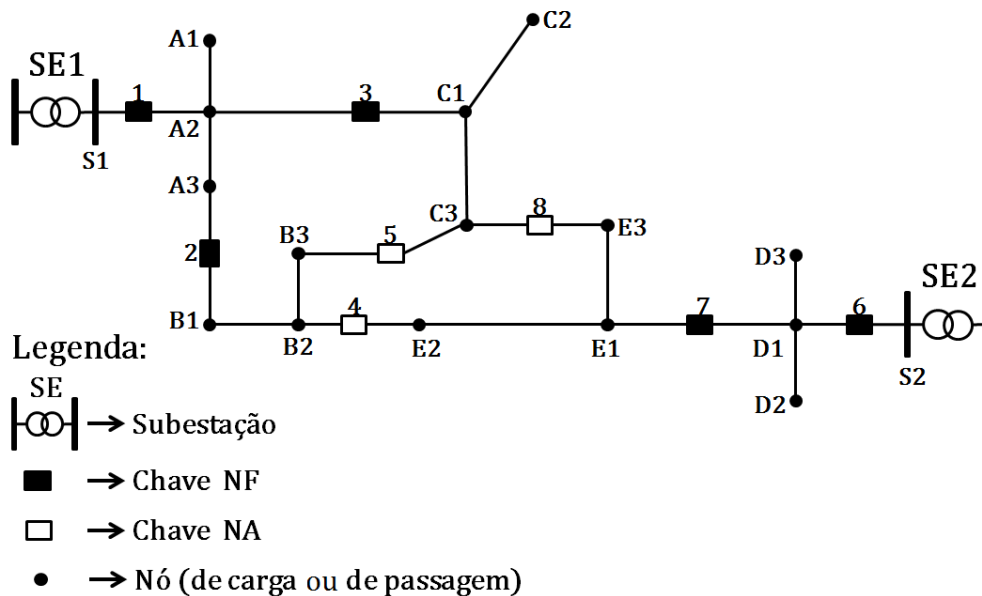 C2
A1
SE1
1
3
C1
A2
S1
A3
C3
8
E3
B3
5
D3
SE2
2
4
7
6
B1
B2
E2
E1
D1
S2
D2
Legenda:
SE
Subestação
Chave NF
Chave NA
Nó (de carga ou de passagem)